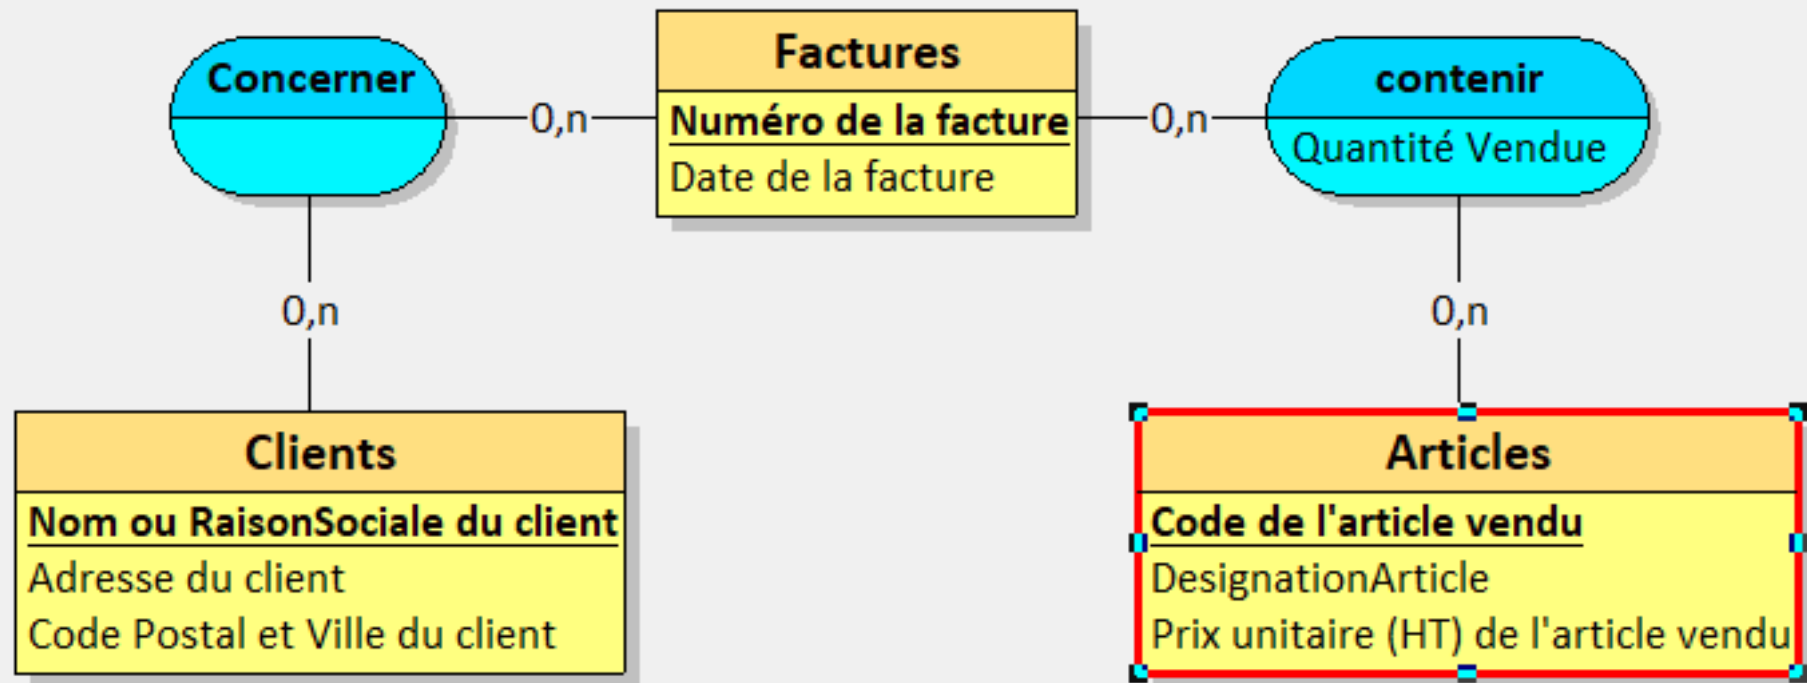 Concerner
0,n
Factures
Numéro de la facture
Date de la facture
0,n
contenir
Quantité Vendue
0,n
0,n
Clients
Nom ou RaisonSociale du client
Adresse du client
Code Postal et Ville du client
Articles
Code de l'article vendu
DesignationArticle
Prix unitaire (HT) de l'article vendu